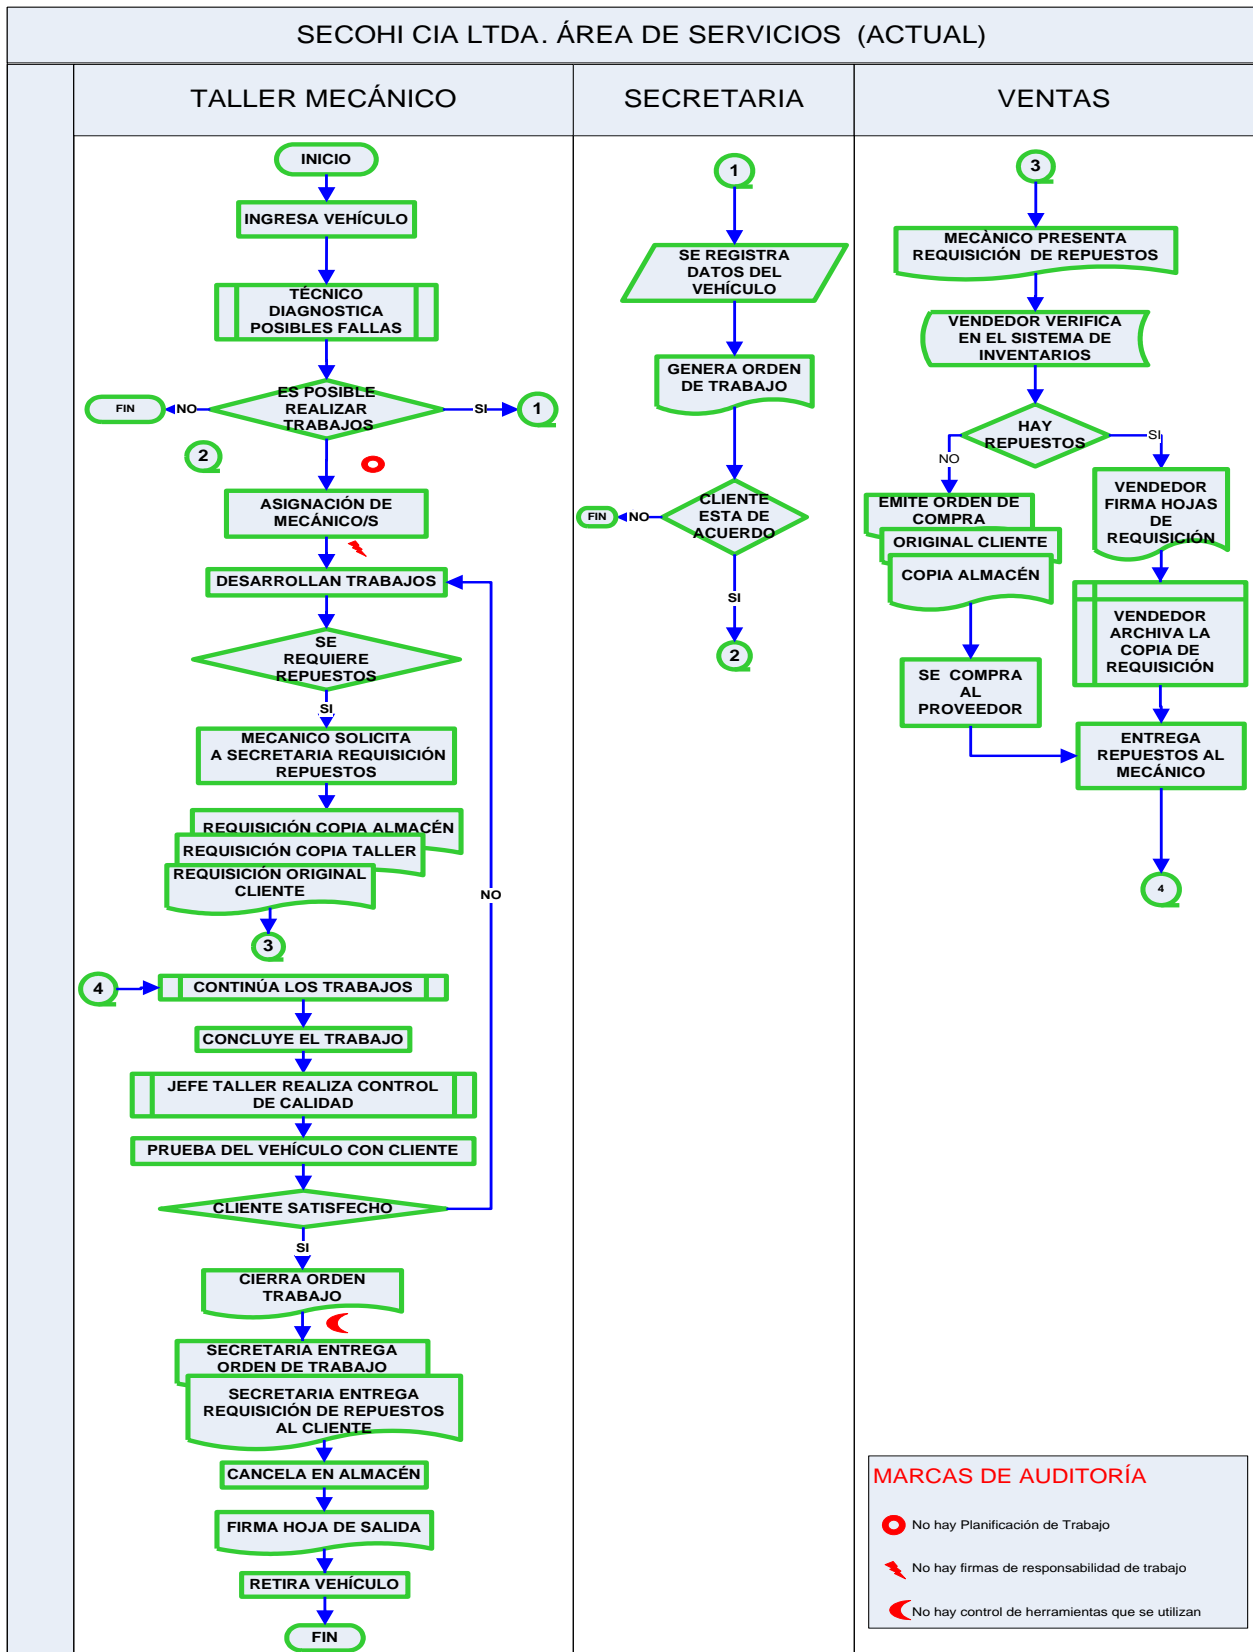 SECOHI CIA LTDA. ÁREA DE SERVICIOS (ACTUAL)
TALLER MECÁNICO
INICIO
INGRESA VEHÍCULO
TÉCNICO
DIAGNOSTICA
POSIBLES FALLAS
ES POSIBLE
REALIZAR
TRABAJOS
NO
FIN
SI
1
2
ASIGNACIÓN DE
MECÁNICO/S
DESARROLLAN TRABAJOS
SE
REQUIERE
REPUESTOS
SI
MECANICO SOLICITA
A SECRETARIA REQUISICIÓN
REPUESTOS
REQUISICIÓN COPIA ALMACÉN
REQUISICIÓN COPIA TALLER
REQUISICIÓN ORIGINAL
CLIENTE
NO
3
4
CONTINÚA LOS TRABAJOS
CONCLUYE EL TRABAJO
JEFE TALLER REALIZA CONTROL
DE CALIDAD
PRUEBA DEL VEHÍCULO CON CLIENTE
CLIENTE SATISFECHO
SI
CIERRA ORDEN
TRABAJO
SECRETARIA ENTREGA
ORDEN DE TRABAJO
SECRETARIA ENTREGA
REQUISICIÓN DE REPUESTOS
AL CLIENTE
CANCELA EN ALMACÉN
FIRMA HOJA DE SALIDA
RETIRA VEHÍCULO
FIN
SECRETARIA
1
SE REGISTRA
DATOS DEL
VEHÍCULO
GENERA ORDEN
DE TRABAJO
CLIENTE
ESTA DE
ACUERDO
NO
FIN
SI
2
VENTAS
3
MECÀNICO PRESENTA
REQUISICIÓN DE REPUESTOS
VENDEDOR VERIFICA
EN EL SISTEMA DE
INVENTARIOS
HAY
REPUESTOS
NO
SI
EMITE ORDEN DE
COMPRA
ORIGINAL CLIENTE
COPIA ALMACÉN
SE COMPRA
AL
PROVEEDOR
VENDEDOR
FIRMA HOJAS
DE
REQUISICIÓN
VENDEDOR
ARCHIVA LA
COPIA DE
REQUISICIÓN
ENTREGA
REPUESTOS AL
MECÁNICO
4
MARCAS DE AUDITORÍA
No hay Planificación de Trabajo
No hay firmas de responsabilidad de trabajo
No hay control de herramientas que se utilizan